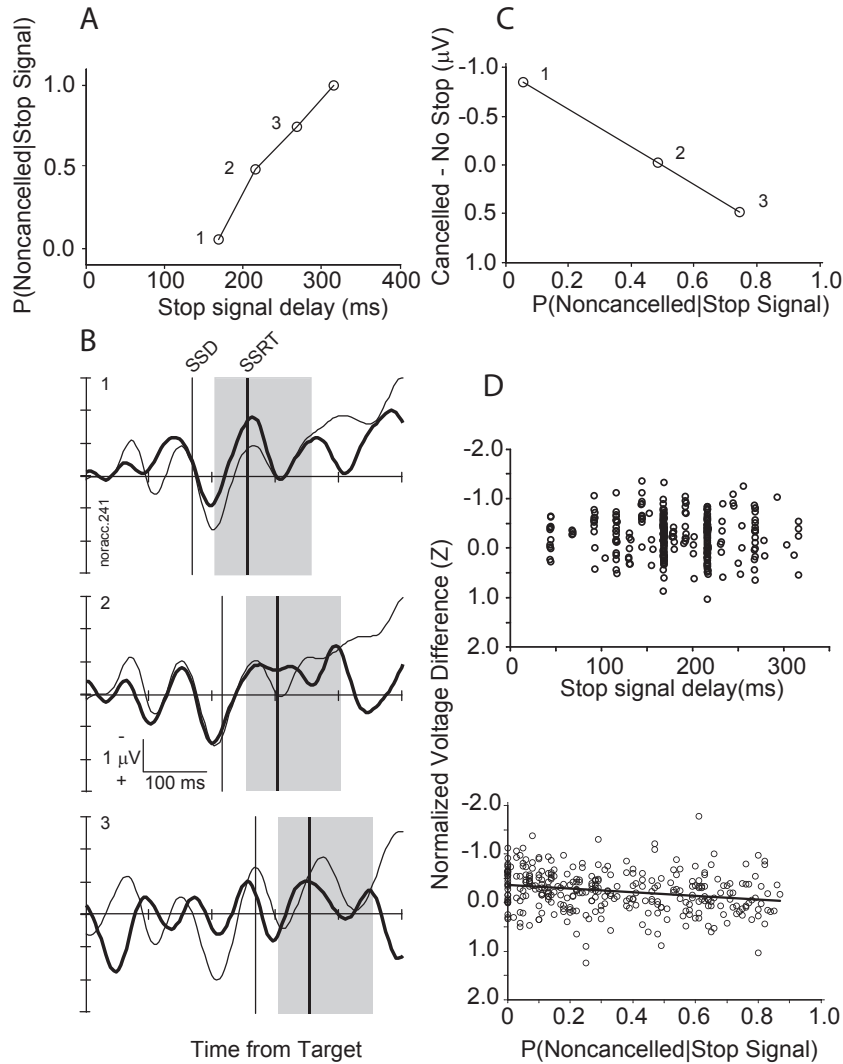 A
P(Noncancelled|Stop Signal)
1.0
0.5
0.0
1
2
3
0
100
200
300
400
Stop signal delay (ms)
C
Cancelled - No Stop (μV)
-1.0
-0.5
0.0
0.5
1.0
1
2
3
0
0.2
0.4
0.6
0.8
1.0
P(Noncancelled|Stop Signal)
B
SSD
SSRT
1
noracc.241
2
-
1 μV
+
100 ms
3
Time from Target
D
Normalized Voltage Difference (Z)
-2.0
-1.0
0.0
1.0
2.0
0
100
200
300
Stop signal delay(ms)
-2.0
-1.0
0.0
1.0
2.0
0
0.2
0.4
0.6
0.8
1.0
P(Noncancelled|Stop Signal)